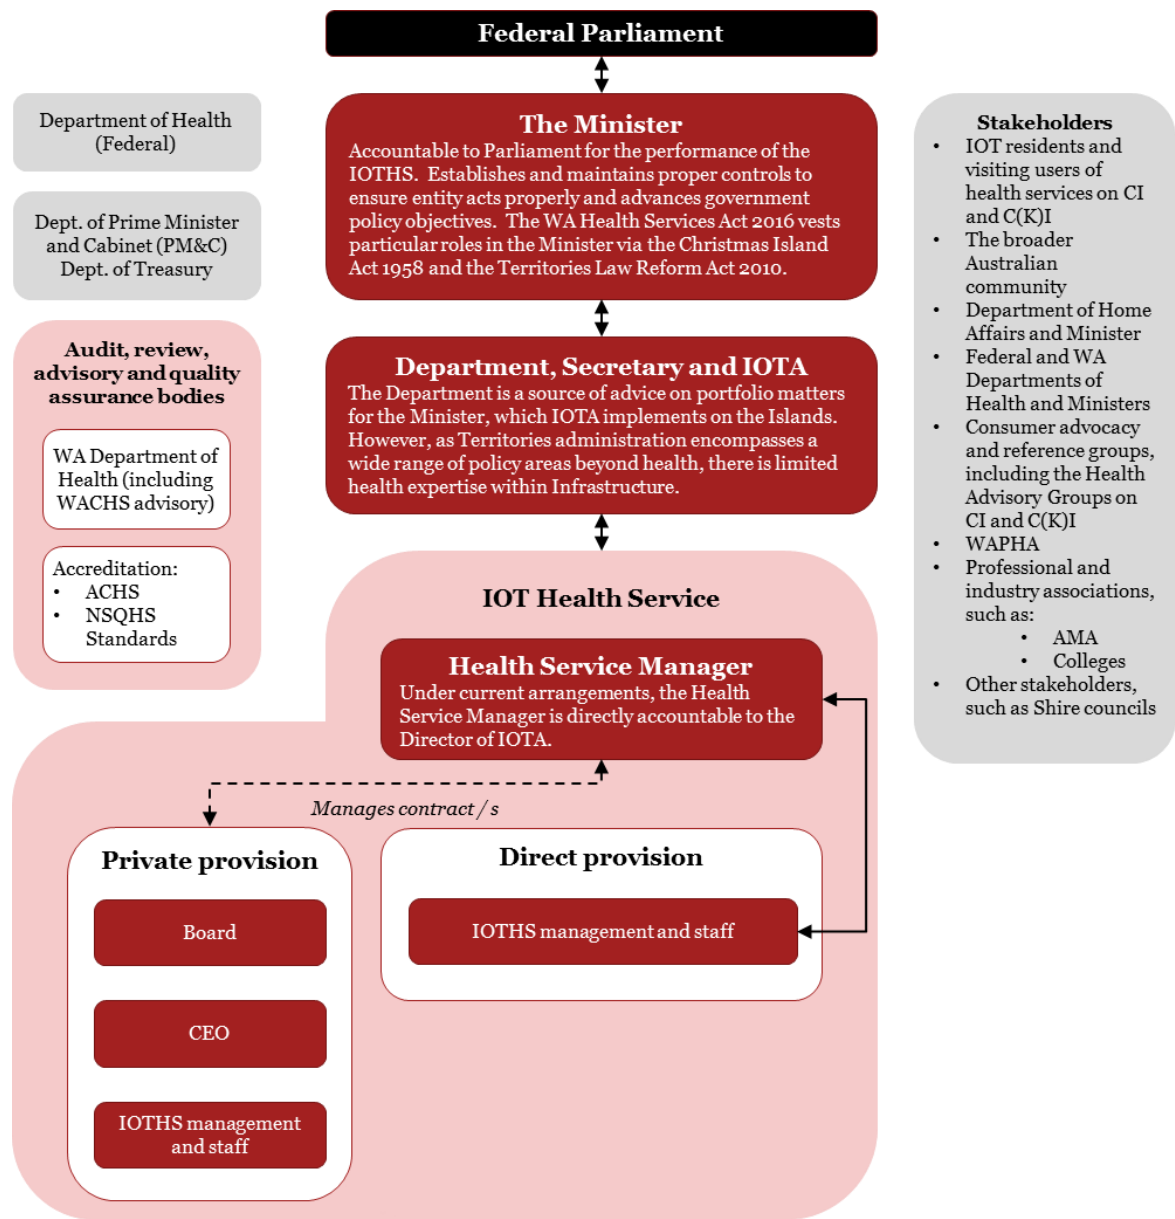 Federal Parliament
Department of Health
(Federal)
Dept. of Prime Minister
and Cabinet (PM&C)
Dept. of Treasury
Audit, review,
advisory and quality
assurance bodies
WA Department of
Health (including
WACHS advisory)
Accreditation:
• ACHS
• NSQHS
Standards
The Minister
Accountable to Parliament for the performance of the
IOTHS. Establishes and maintains proper controls to
ensure entity acts properly and advances government
policy objectives. The WA Health Services Act 2016 vests
particular roles in the Minister via the Christmas Island
Act 1958 and the Territories Law Reform Act 2010.
Department, Secretary and IOTA
The Department is a source of advice on portfolio matters
for the Minister, which IOTA implements on the Islands.
However, as Territories administration encompasses a
wide range of policy areas beyond health, there is limited
health expertise within Infrastructure.
IOT Health Service
Health Service Manager
Under current arrangements, the Health
Service Manager is directly accountable to the
Director of IOTA.
Manages contract / s
Private provision
Board
CEO
IOTHS management
and staff
Direct provision
IOTHS management and staff
Stakeholders
• IOT residents and
visiting users of
health services on CI
and C(K)I
• The broader
Australian
community
• Department of Home
Affairs and Minister
• Federal and WA
Departments of
Health and Ministers
• Consumer advocacy
and reference groups,
including the Health
Advisory Groups on
CI and C(K)I
• WAPHA
• Professional and
industry associations,
such as:
• AMA
• Colleges
• Other stakeholders,
such as Shire councils